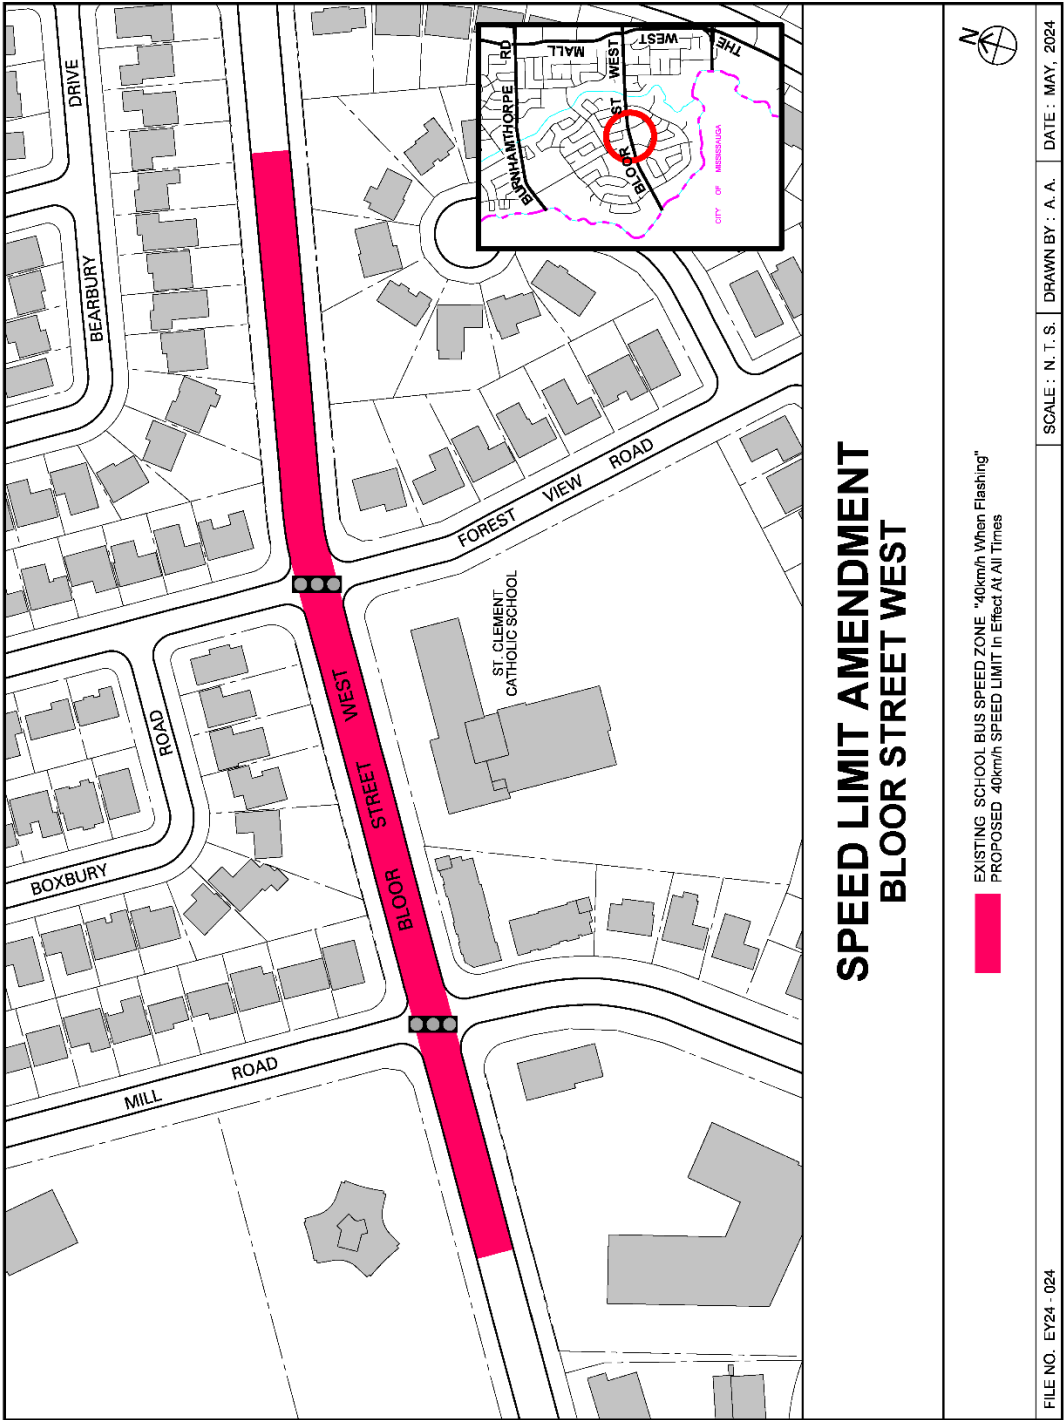 DRIVE
BEARBURY
BURNHAMTHORPE RD
MALL
WEST
THE
BLOOR ST WEST
CITY OF MISSISSAUGA
N
ROAD
BOXBURY
FOREST VIEW ROAD
ST. CLEMENT
CATHOLIC SCHOOL
BLOOR STREET WEST
MILL ROAD
SPEED LIMIT AMENDMENT
BLOOR STREET WEST
EXISTING SCHOOL BUS SPEED ZONE "40km/h When Flashing"
PROPOSED 40km/h SPEED LIMIT In Effect At All Times
FILE NO. EY24 - 024
SCALE : N. T. S.
DRAWN BY : A. A.
DATE : MAY, 2024